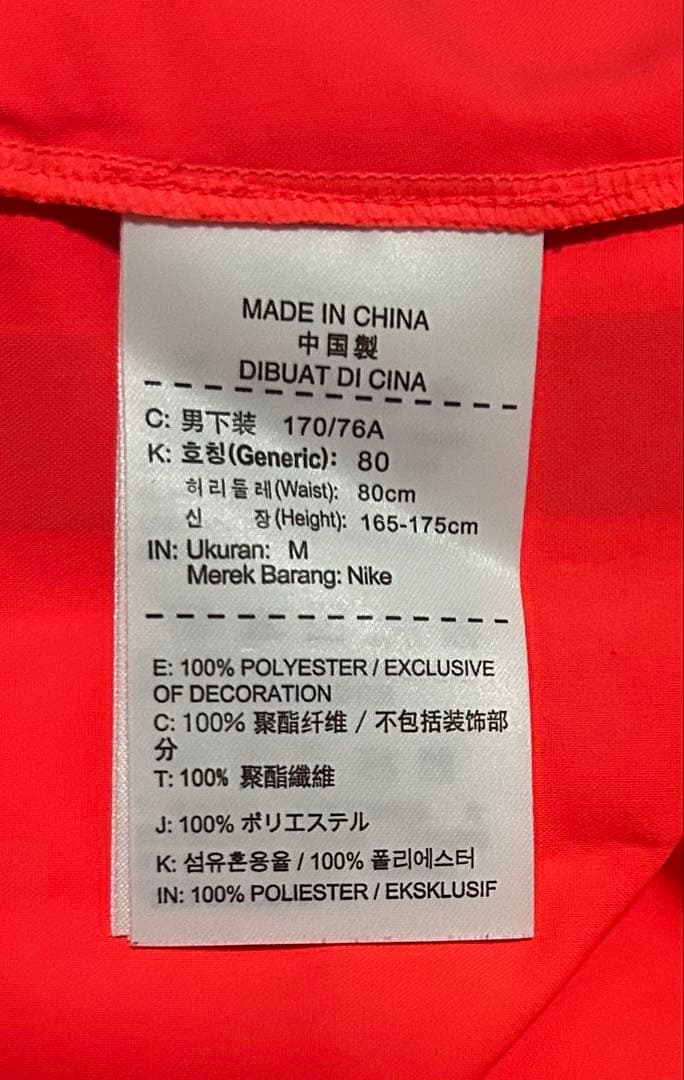 MADE IN CHINA
中国製
DIBUAT DI CINA
C: 男下装 170/76A
K: 호칭(Generic): 80
허리둘레(Waist): 80cm
신 장(Height): 165-175cm
IN: Ukuran: M
Merek Barang: Nike
E: 100% POLYESTER / EXCLUSIVE
OF DECORATION
C: 100% 聚酯纤维 / 不包括装饰部
分
T: 100% 聚酯纖維
J: 100% ポリエステル
K: 섬유혼용율 / 100% 폴리에스터
IN: 100% POLIESTER / EKSKLUSIF